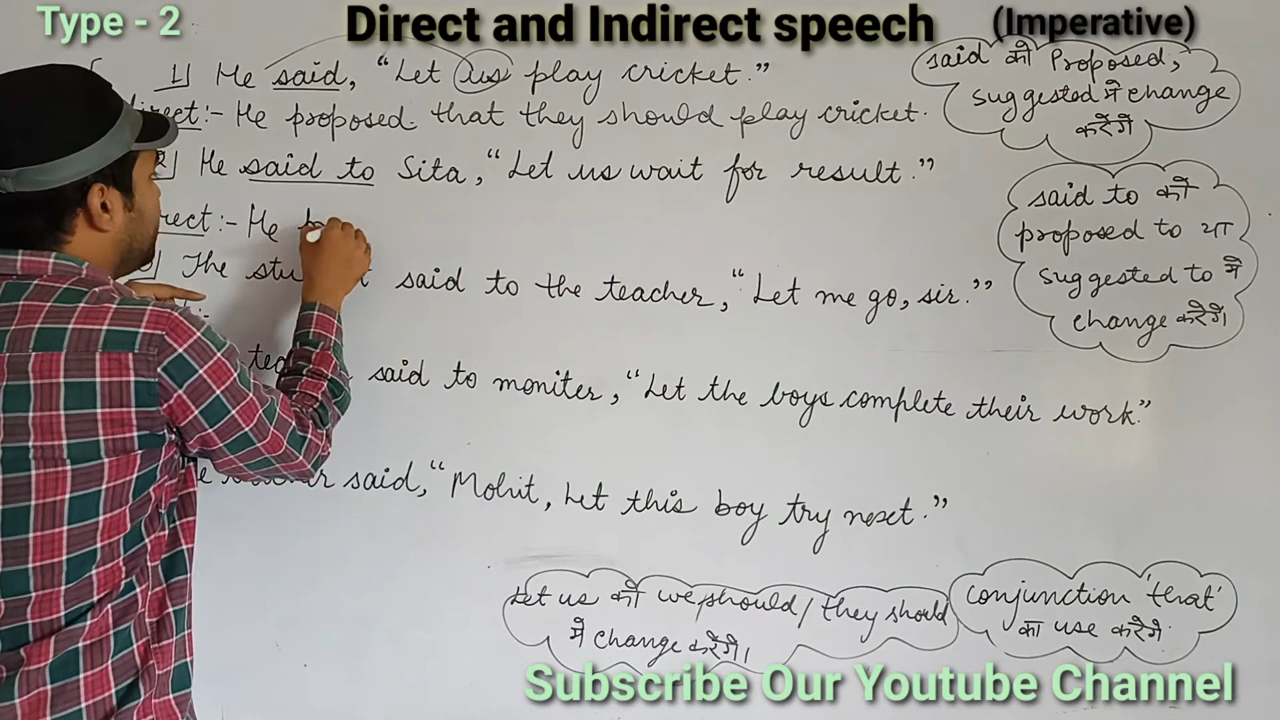 Type - 2
Direct and Indirect speech
(Imperative)
1] He said, “Let us play cricket.”
direct :- He proposed that they should play cricket.
2] He said to Sita, “Let us wait for result.”
irect :- He
The said to the teacher, “Let me go, sir.”
said to moniter, “Let the boys complete their work.”
said, “Mohit, Let this boy try next.”
said को Proposed,
suggested मे change
करेंगे
said to को
proposed to या
suggested to मे
change करेंगे।
Let us को we should / they should
मे change करेंगे।
conjunction 'that'
का use करेंगे.
Subscribe Our Youtube Channel